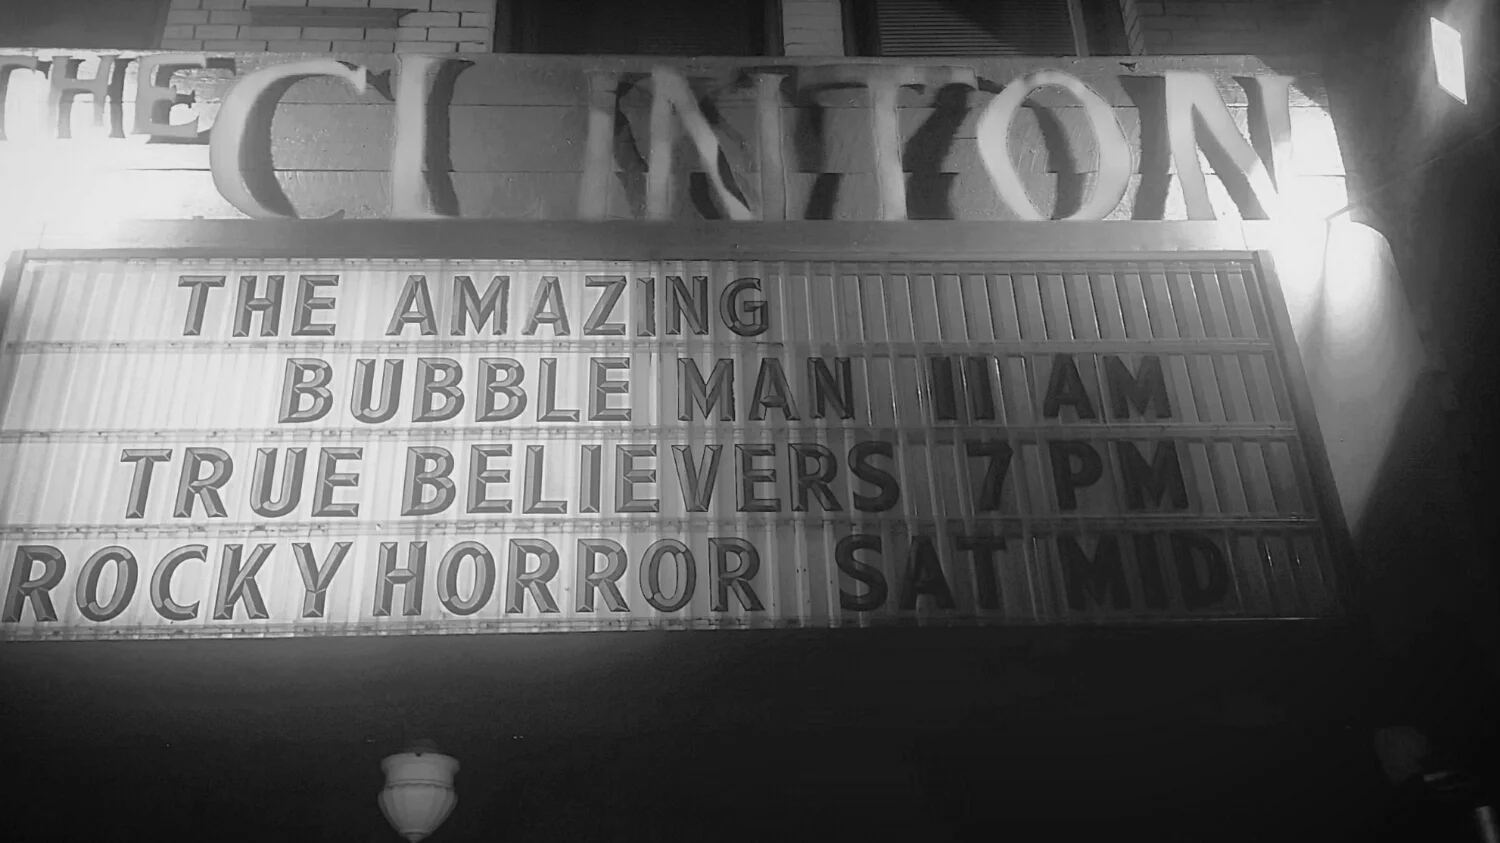 THE CLINTON
THE AMAZING
BUBBLE MAN 11 AM
TRUE BELIEVERS 7 PM
ROCKY HORROR SAT MID